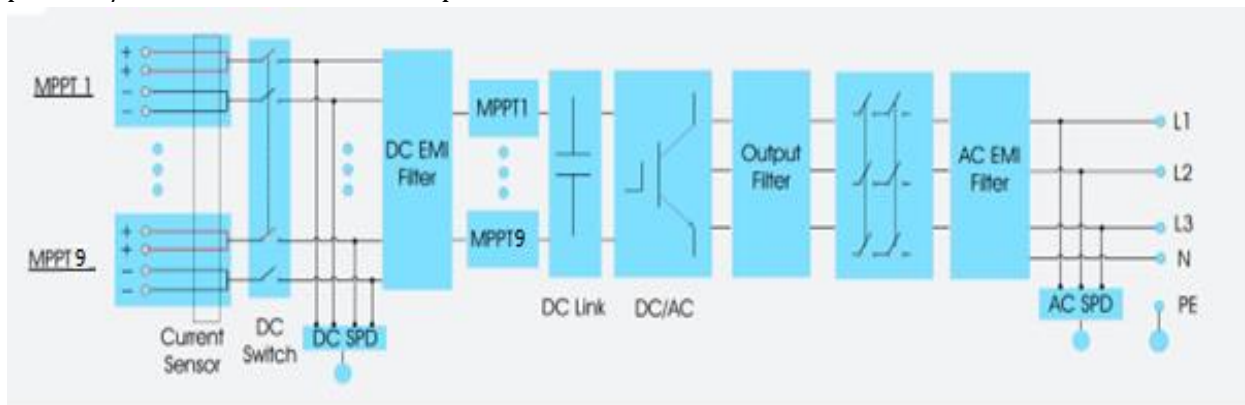 +
+
MPPT 1
-
-
MPPT1
DC EMI
Filter
Output
Filter
AC EMI
Filter
L1
L2
L3
N
+
+
MPPT 9
-
-
MPPT9
DC Link
DC/AC
AC SPD
PE
Current
Sensor
DC
Switch
DC SPD